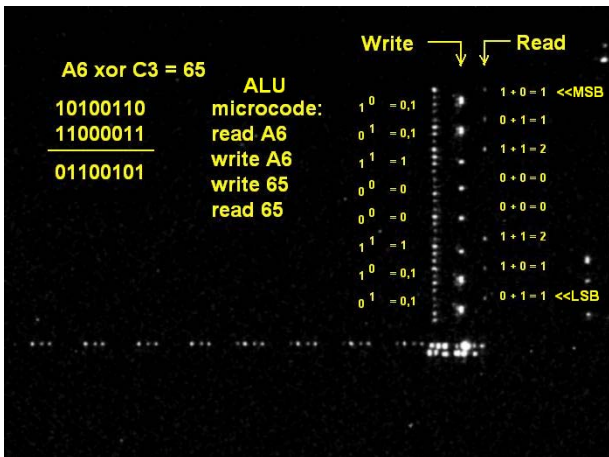 Write Read
A6 xor C3 = 65
10100110
11000011
01100101
ALU
microcode:
read A6
write A6
write 65
read 65
1 0 = 0,1
0 1 = 0,1
1 1 = 1
0 0 = 0
0 0 = 0
1 1 = 1
1 0 = 0,1
0 1 = 0,1
1 + 0 = 1 <<MSB
0 + 1 = 1
1 + 1 = 2
0 + 0 = 0
0 + 0 = 0
1 + 1 = 2
1 + 0 = 1
0 + 1 = 1 <<LSB